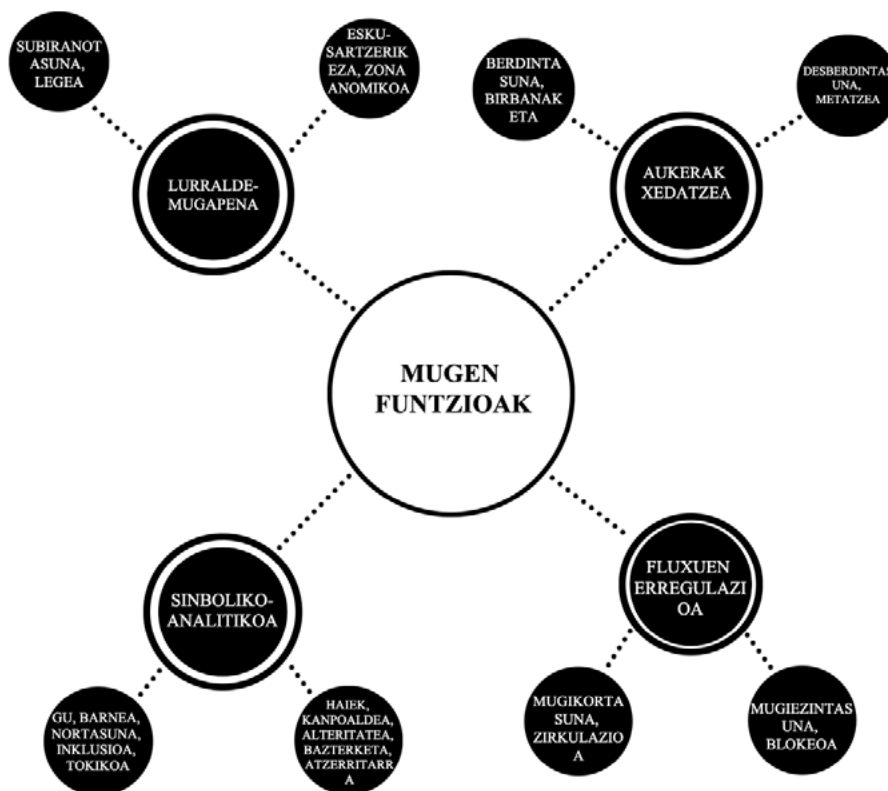 SUBIRANOT
ASUNA,
LEGEA
ESKU-
SARTZERIK
EZA, ZONA
ANOMIKOA
BERDINTA
SUNA,
BIRBANAK
ETA
DESBERDINTAS
UNA,
METATZEA
LURRALDE-
MUGAPENA
AUKERAK
XEDATZEA
MUGEN
FUNTZIOAK
SINBOLIKO-
ANALITIKOA
FLUXUEN
ERREGULAZI
OA
GU, BARNEA,
NORTASUNA,
INKLUSIOA,
TOKIKOA
HAIEK,
KANPOALDEA,
ALTERITATEA,
BAZTERKETA,
ATZERRITARR
A
MUGIKORTA
SUNA,
ZIRKULAZIO
A
MUGIEZINTAS
UNA,
BLOKEOA